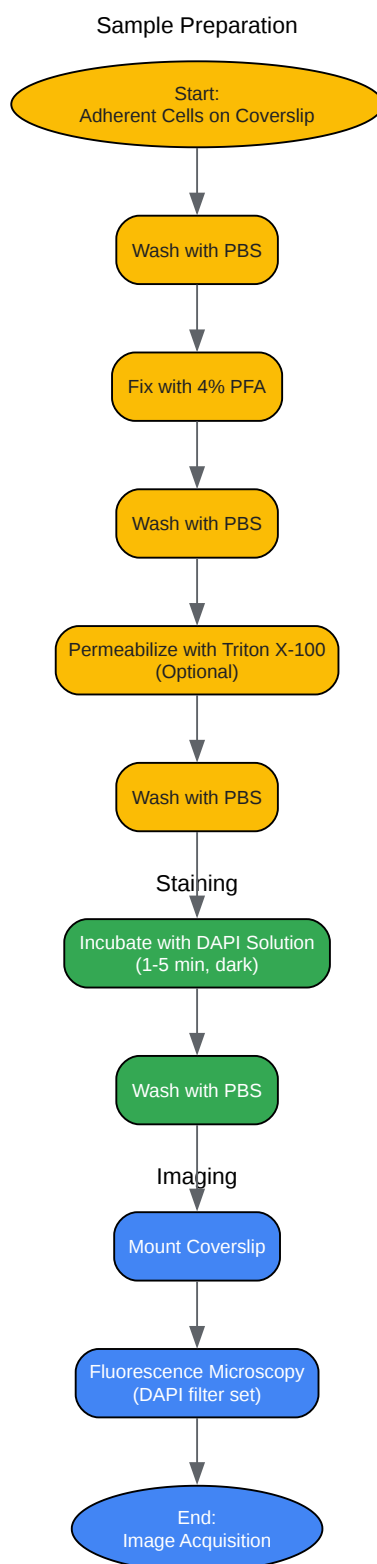 Sample Preparation
Start:
Adherent Cells on Coverslip
Wash with PBS
Fix with 4% PFA
Wash with PBS
Permeabilize with Triton X-100
(Optional)
Wash with PBS
Staining
Incubate with DAPI Solution
(1-5 min, dark)
Wash with PBS
Imaging
Mount Coverslip
Fluorescence Microscopy
(DAPI filter set)
End:
Image Acquisition